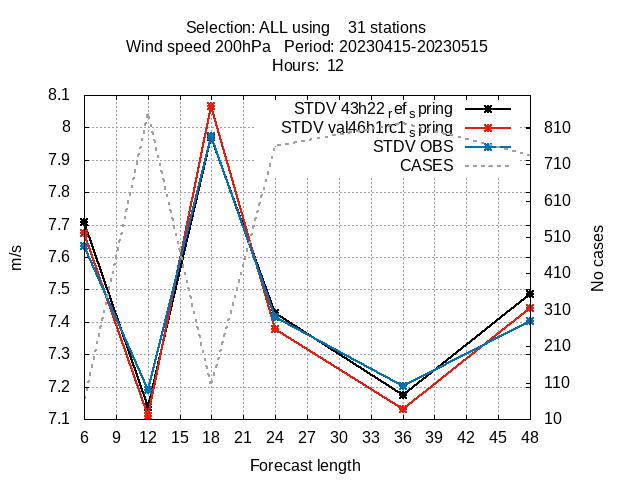 Selection: ALL using 31 stations
Wind speed 200hPa Period: 20230415-20230515
Hours: 12
STDV 43h22 ref spring
STDV val46h1rc1 spring
STDV OBS
CASES
8.1
8
7.9
7.8
7.7
7.6
7.5
7.4
7.3
7.2
7.1
m/s
810
710
610
510
410
310
210
110
10
No cases
6 9 12 15 18 21 24 27 30 33 36 39 42 45 48
Forecast length